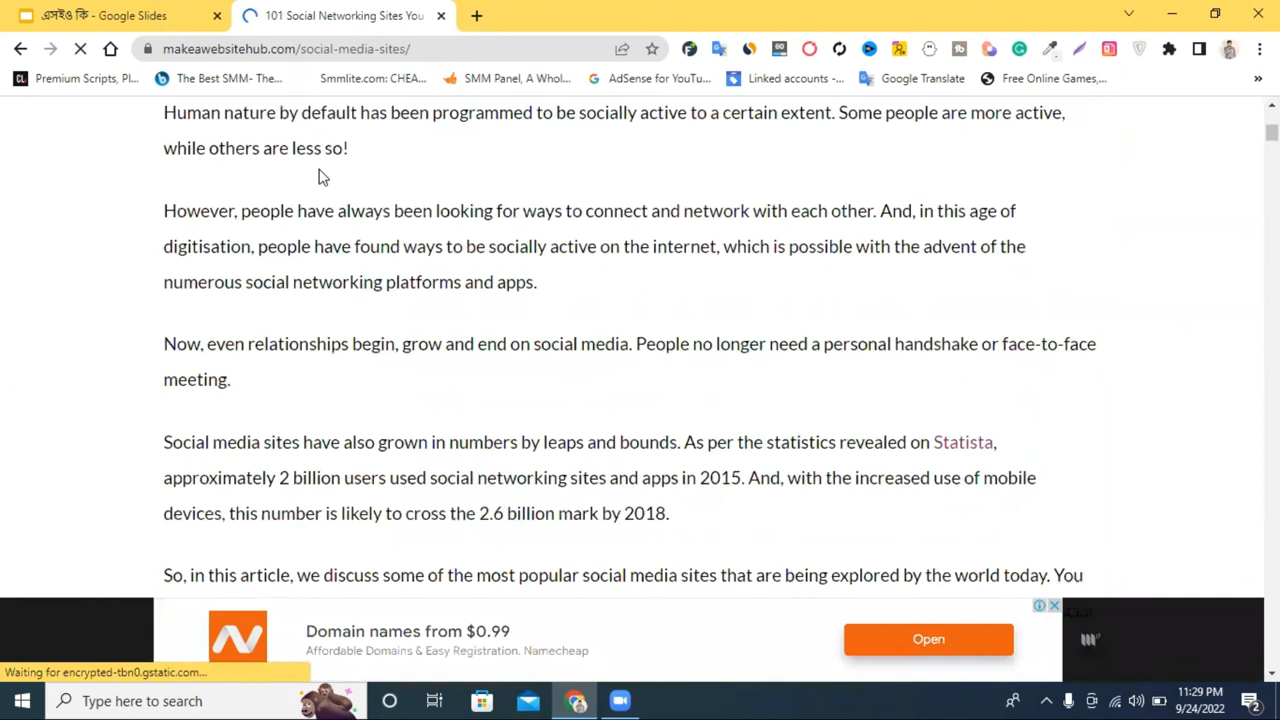 এসইও কি - Google Slides
101 Social Networking Sites You
makeawebsitehub.com/social-media-sites/
Premium Scripts, Pl...
The Best SMM- The...
Smmlite.com: CHEA...
SMM Panel, A Whol...
AdSense for YouTu...
Linked accounts -...
Google Translate
Free Online Games,...
Human nature by default has been programmed to be socially active to a certain extent. Some people are more active,
while others are less so!
However, people have always been looking for ways to connect and network with each other. And, in this age of
digitisation, people have found ways to be socially active on the internet, which is possible with the advent of the
numerous social networking platforms and apps.
Now, even relationships begin, grow and end on social media. People no longer need a personal handshake or face-to-face
meeting.
Social media sites have also grown in numbers by leaps and bounds. As per the statistics revealed on Statista,
approximately 2 billion users used social networking sites and apps in 2015. And, with the increased use of mobile
devices, this number is likely to cross the 2.6 billion mark by 2018.
So, in this article, we discuss some of the most popular social media sites that are being explored by the world today. You
Domain names from $0.99
Affordable Domains & Easy Registration. Namecheap
Open
Waiting for encrypted-tbn0.gstatic.com...
Type here to search
11:29 PM
9/24/2022
2